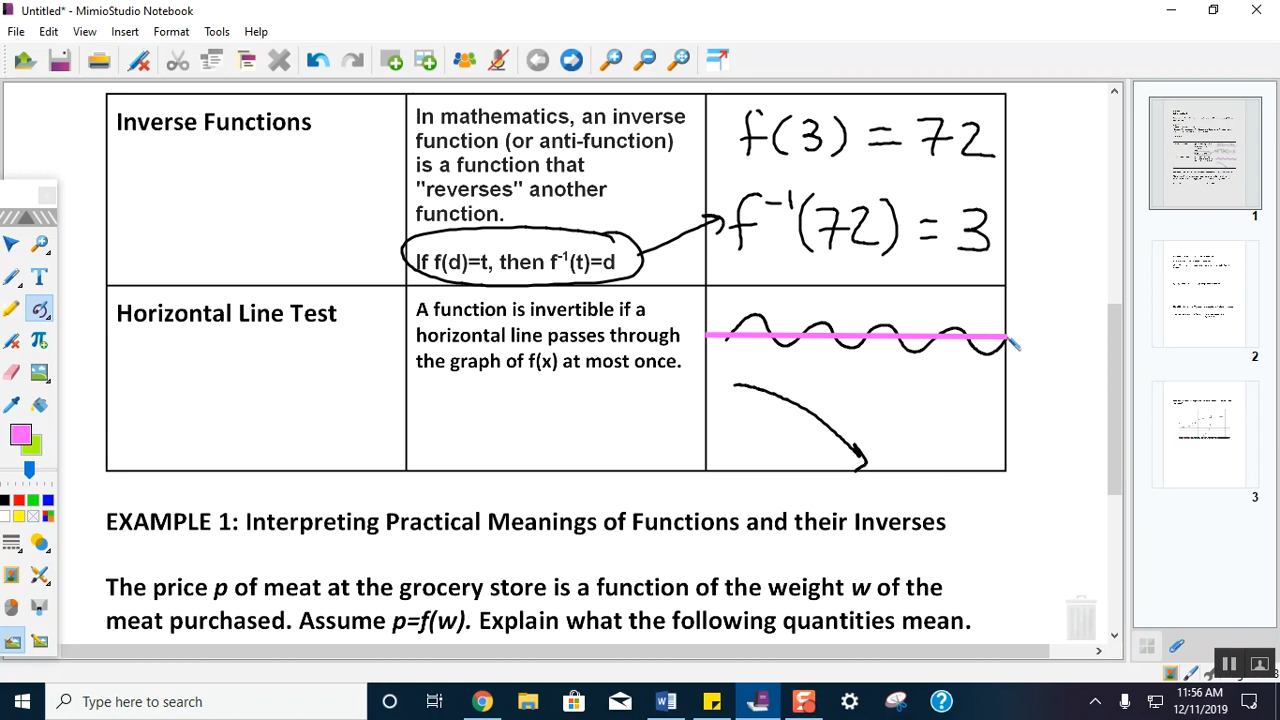 Untitled* - MimioStudio Notebook
File Edit View Insert Format Tools Help
Inverse Functions
In mathematics, an inverse
function (or anti-function)
is a function that
"reverses" another
function.
If f(d)=t, then f⁻¹(t)=d
f(3) = 72
f⁻¹(72) = 3
Horizontal Line Test
A function is invertible if a
horizontal line passes through
the graph of f(x) at most once.
EXAMPLE 1: Interpreting Practical Meanings of Functions and their Inverses
The price p of meat at the grocery store is a function of the weight w of the
meat purchased. Assume p=f(w). Explain what the following quantities mean.
1
2
3
Type here to search
11:56 AM
12/11/2019